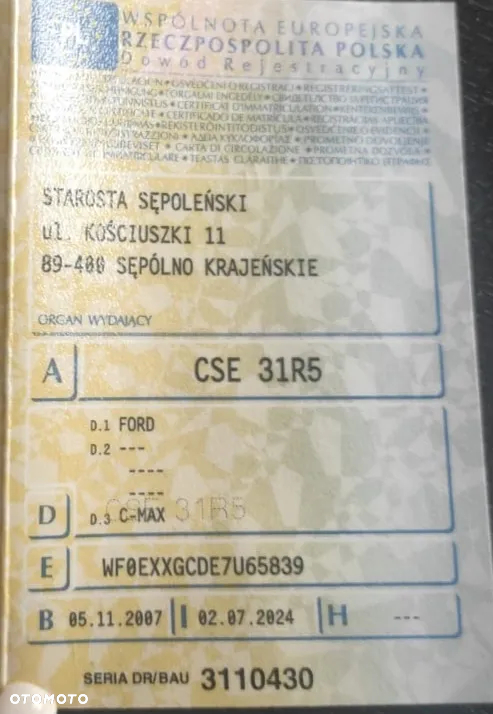 WSPÓLNOTA EUROPEJSKA
RZECZPOSPOLITA POLSKA
Dowód Rejestracyjny
STAROSTA SĘPOLEŃSKI
ul. KOŚCIUSZKI 11
89-400 SĘPÓLNO KRAJEŃSKIE
ORGAN WYDAJĄCY
A CSE 31R5
D.1 FORD
D.2 ---
----
----
CSE 31R5
D D.3 C-MAX
E WF0EXXGCDE7U65839
B 05.11.2007 I 02.07.2024 H ---
SERIA DR/BAU 3110430
OTOMOTO